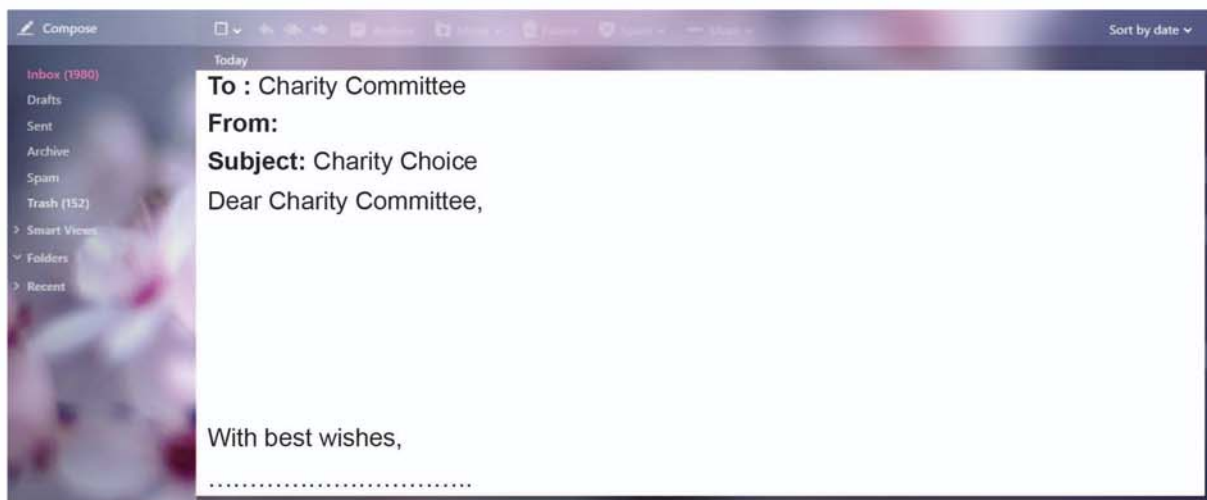 Compose
Sort by date
Today
Inbox (1980)
Drafts
Sent
Archive
Spam
Trash (152)
Smart Views
Folders
Recent
To : Charity Committee
From:
Subject: Charity Choice
Dear Charity Committee,
With best wishes,
................................